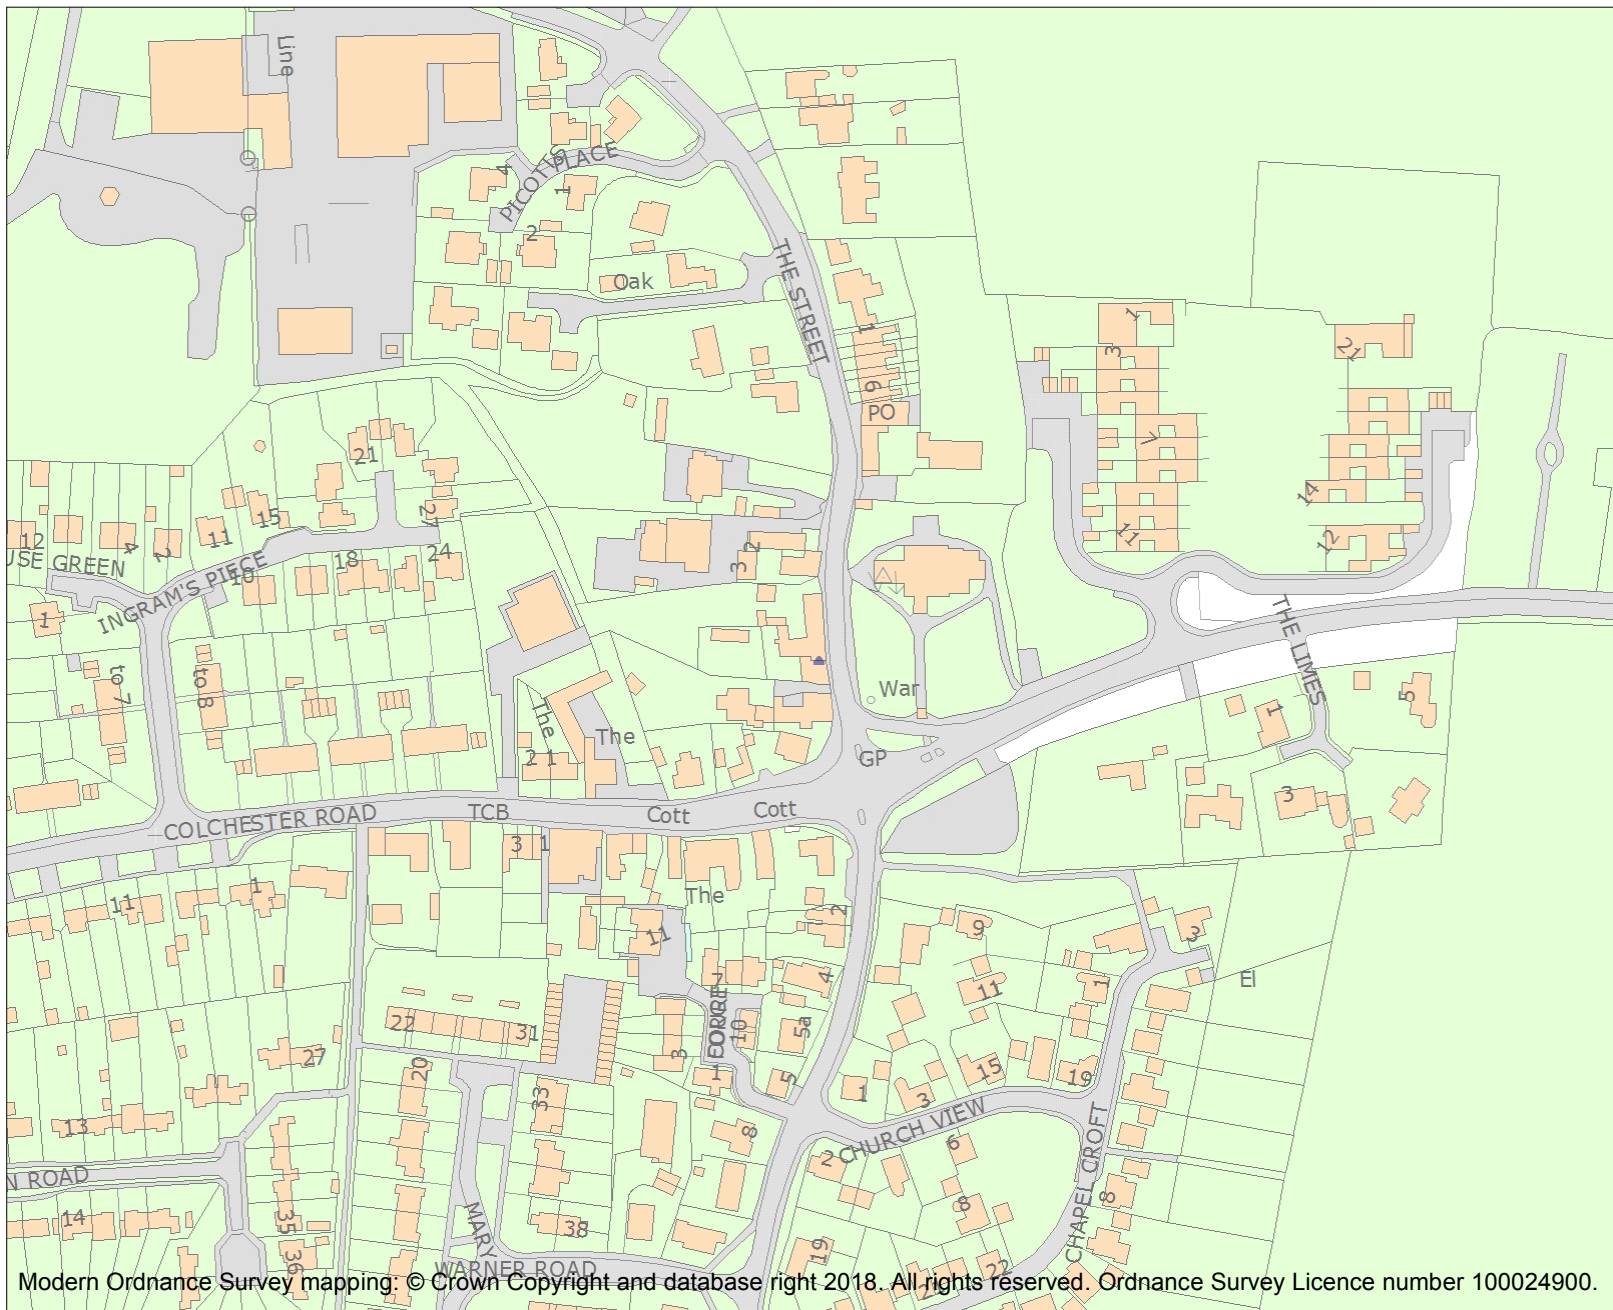 Line
PICOTTS PLACE
4
1
2
Oak
THE STREET
1
6
PO
1
3
7
11
21
14
12
21
15
11
27
24
18
10
12
4
2
USE GREEN
INGRAM'S PIECE
1
to 7
to 8
3
2
The
The
2 1
War
GP
THE LIMES
1
5
3
COLCHESTER ROAD
TCB
Cott
Cott
3 1
11
1
The
11
2
9
3
El
7
4
11
1
22
31
10
5a
3
27
20
33
1
5
1
15
19
3
13
8
CHURCH VIEW
2
6
N ROAD
14
35
36
MARY
38
8
CHAPEL CROFT
8
19
22
WARNER ROAD
Modern Ordnance Survey mapping: © Crown Copyright and database right 2018. All rights reserved. Ordnance Survey Licence number 100024900.